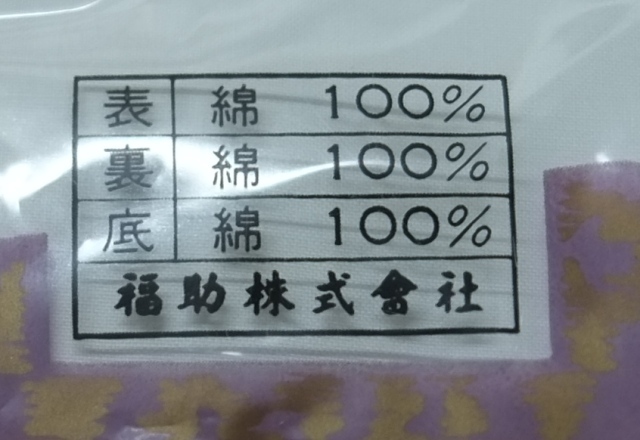 表 綿 100%
裏 綿 100%
底 綿 100%
福助株式會社